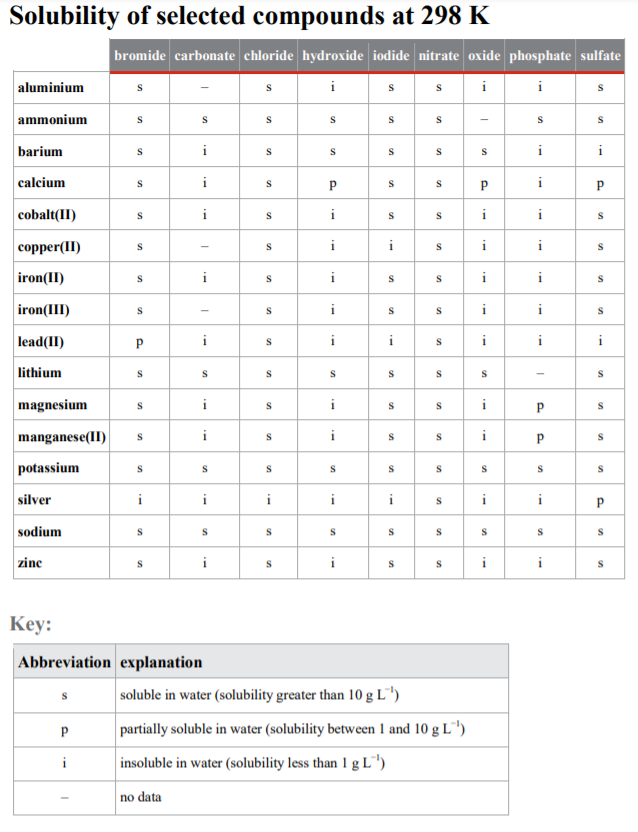 Solubility of selected compounds at 298 K
bromide carbonate chloride hydroxide iodide nitrate oxide phosphate sulfate
aluminium s – s i s s i i s
ammonium s s s s s s – s s
barium s i s s s s s i i
calcium s i s p s s p i p
cobalt(II) s i s i s s i i s
copper(II) s – s i i s i i s
iron(II) s i s i s s i i s
iron(III) s – s i s s i i s
lead(II) p i s i i s i i i
lithium s s s s s s s – s
magnesium s i s i s s i p s
manganese(II) s i s i s s i p s
potassium s s s s s s s s s
silver i i i i i s i i p
sodium s s s s s s s s s
zinc s i s i s s i i s
Key:
Abbreviation explanation
s soluble in water (solubility greater than 10 g L⁻¹)
p partially soluble in water (solubility between 1 and 10 g L⁻¹)
i insoluble in water (solubility less than 1 g L⁻¹)
– no data